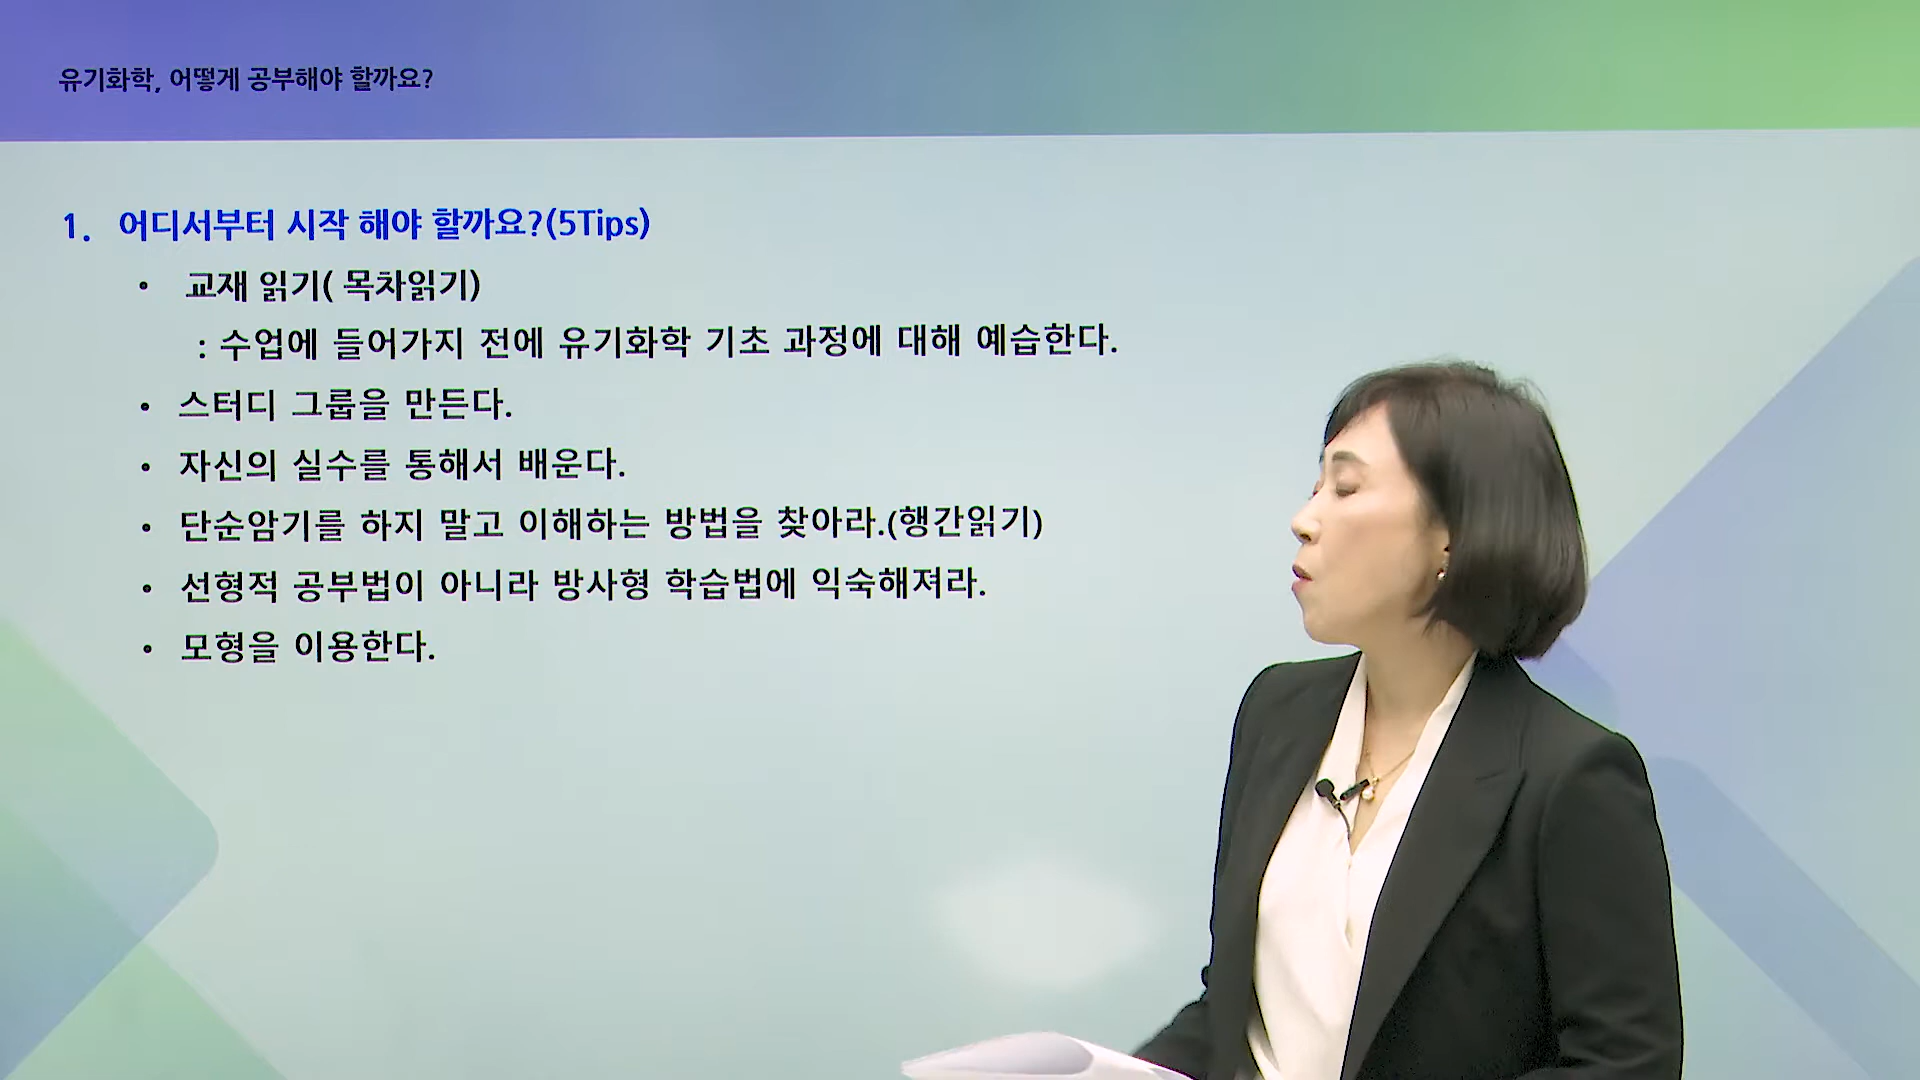 유기화학, 어떻게 공부해야 할까요?
1. 어디서부터 시작 해야 할까요?(5Tips)
• 교재 읽기( 목차읽기)
: 수업에 들어가지 전에 유기화학 기초 과정에 대해 예습한다.
• 스터디 그룹을 만든다.
• 자신의 실수를 통해서 배운다.
• 단순암기를 하지 말고 이해하는 방법을 찾아라.(행간읽기)
• 선형적 공부법이 아니라 방사형 학습법에 익숙해져라.
• 모형을 이용한다.